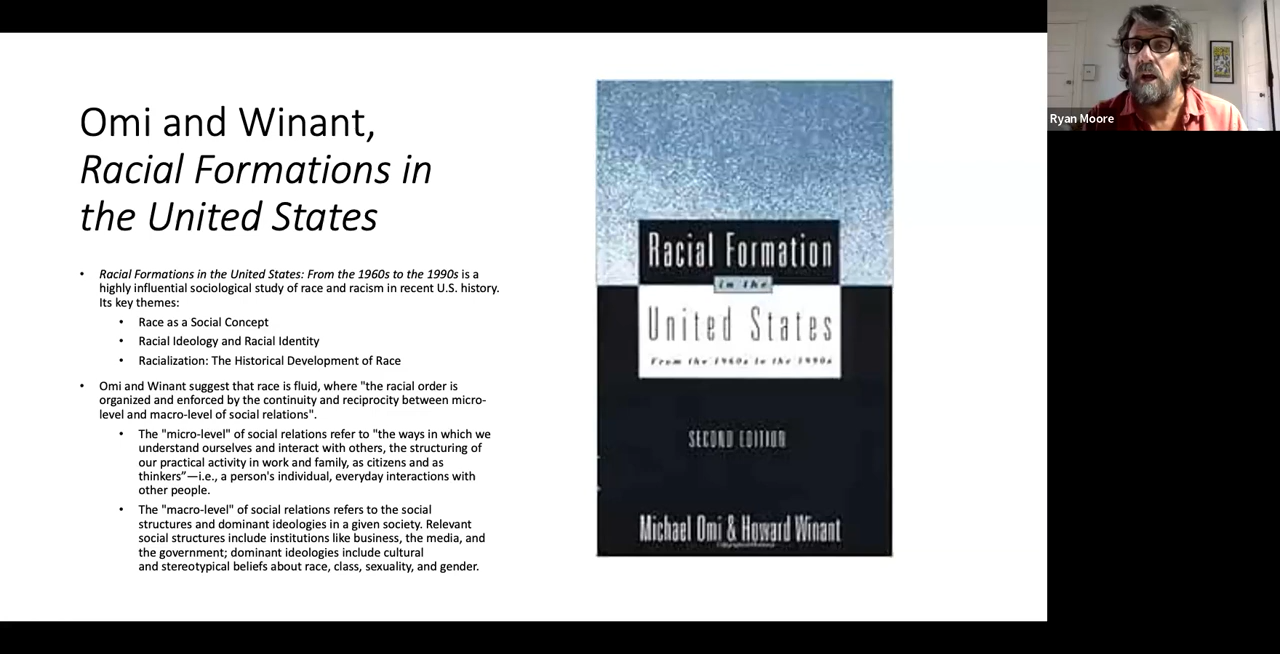 Omi and Winant,
Racial Formations in
the United States
• Racial Formations in the United States: From the 1960s to the 1990s is a
highly influential sociological study of race and racism in recent U.S. history.
Its key themes:
• Race as a Social Concept
• Racial Ideology and Racial Identity
• Racialization: The Historical Development of Race
• Omi and Winant suggest that race is fluid, where "the racial order is
organized and enforced by the continuity and reciprocity between micro-
level and macro-level of social relations".
• The "micro-level" of social relations refer to "the ways in which we
understand ourselves and interact with others, the structuring of
our practical activity in work and family, as citizens and as
thinkers”—i.e., a person's individual, everyday interactions with
other people.
• The "macro-level" of social relations refers to the social
structures and dominant ideologies in a given society. Relevant
social structures include institutions like business, the media, and
the government; dominant ideologies include cultural
and stereotypical beliefs about race, class, sexuality, and gender.
Racial Formation
in the
United States
From the 1960s to the 1990s
SECOND EDITION
Michael Omi & Howard Winant
Ryan Moore